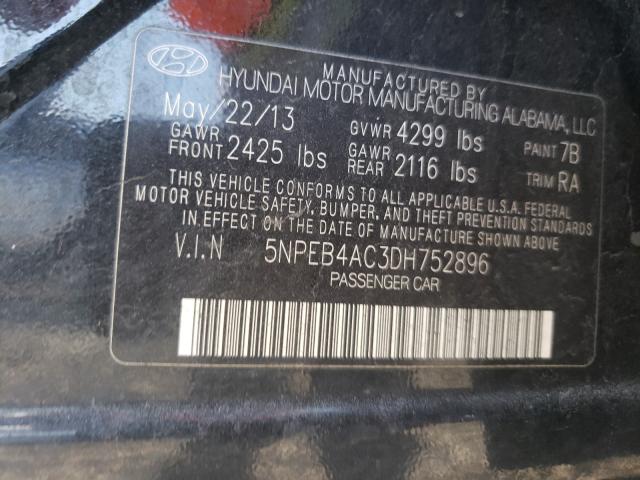 MANUFACTURED BY
HYUNDAI MOTOR MANUFACTURING ALABAMA, LLC
May/22/13 GVWR 4299 lbs PAINT 7B
GAWR FRONT 2425 lbs GAWR REAR 2116 lbs TRIM RA
THIS VEHICLE CONFORMS TO ALL APPLICABLE U.S.A. FEDERAL
MOTOR VEHICLE SAFETY, BUMPER, AND THEFT PREVENTION STANDARDS
IN EFFECT ON THE DATE OF MANUFACTURE SHOWN ABOVE.
V.I.N 5NPEB4AC3DH752896
PASSENGER CAR